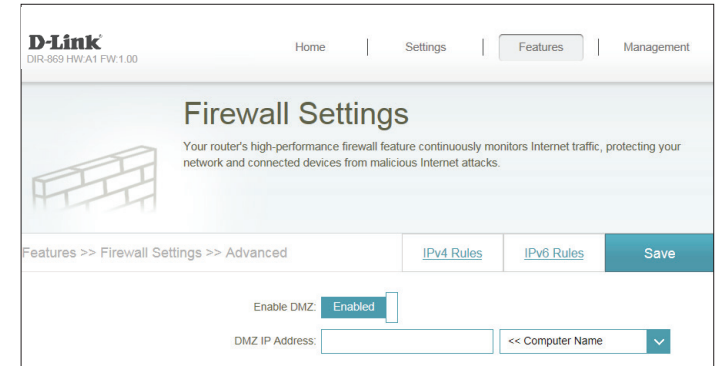 D-Link
DIR-869 HW:A1 FW:1.00
Home | Settings | Features | Management
Firewall Settings
Your router's high-performance firewall feature continuously monitors Internet traffic, protecting your
network and connected devices from malicious Internet attacks.
Features >> Firewall Settings >> Advanced
IPv4 Rules
IPv6 Rules
Save
Enable DMZ: Enabled
DMZ IP Address: << Computer Name